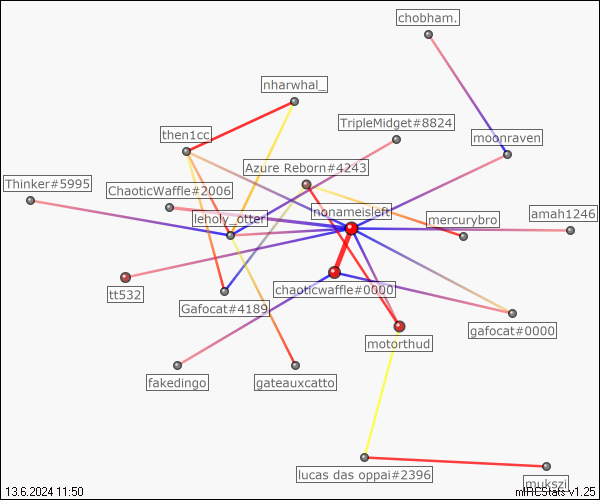 chobham.
nharwhal_
TripleMidget#8824
then1cc
moonraven
Azure Reborn#4243
Thinker#5995
ChaoticWaffle#2006
nonameisleft
amah1246
leholy_otter
mercurybro
tt532
chaoticwaffle#0000
Gafocat#4189
gafocat#0000
motorthud
fakedingo
gateauxcatto
lucas das oppai#2396
mukszi
13.6.2024 11:50
mIRCStats v1.25